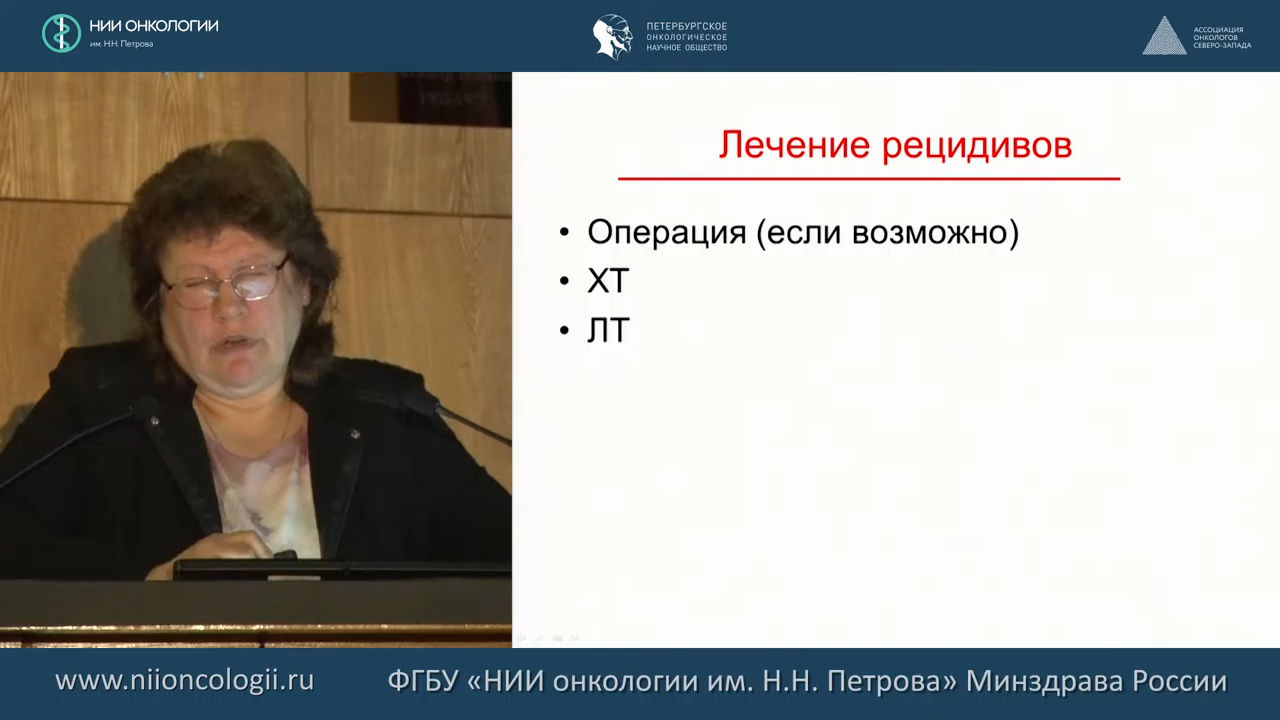 НИИ ОНКОЛОГИИ
им. Н.Н. Петрова
ПЕТЕРБУРГСКОЕ
ОНКОЛОГИЧЕСКОЕ
НАУЧНОЕ ОБЩЕСТВО
АССОЦИАЦИЯ
ОНКОЛОГОВ
СЕВЕРО-ЗАПАДА
Лечение рецидивов
• Операция (если возможно)
• ХТ
• ЛТ
www.niioncologii.ru
ФГБУ «НИИ онкологии им. Н.Н. Петрова» Минздрава России